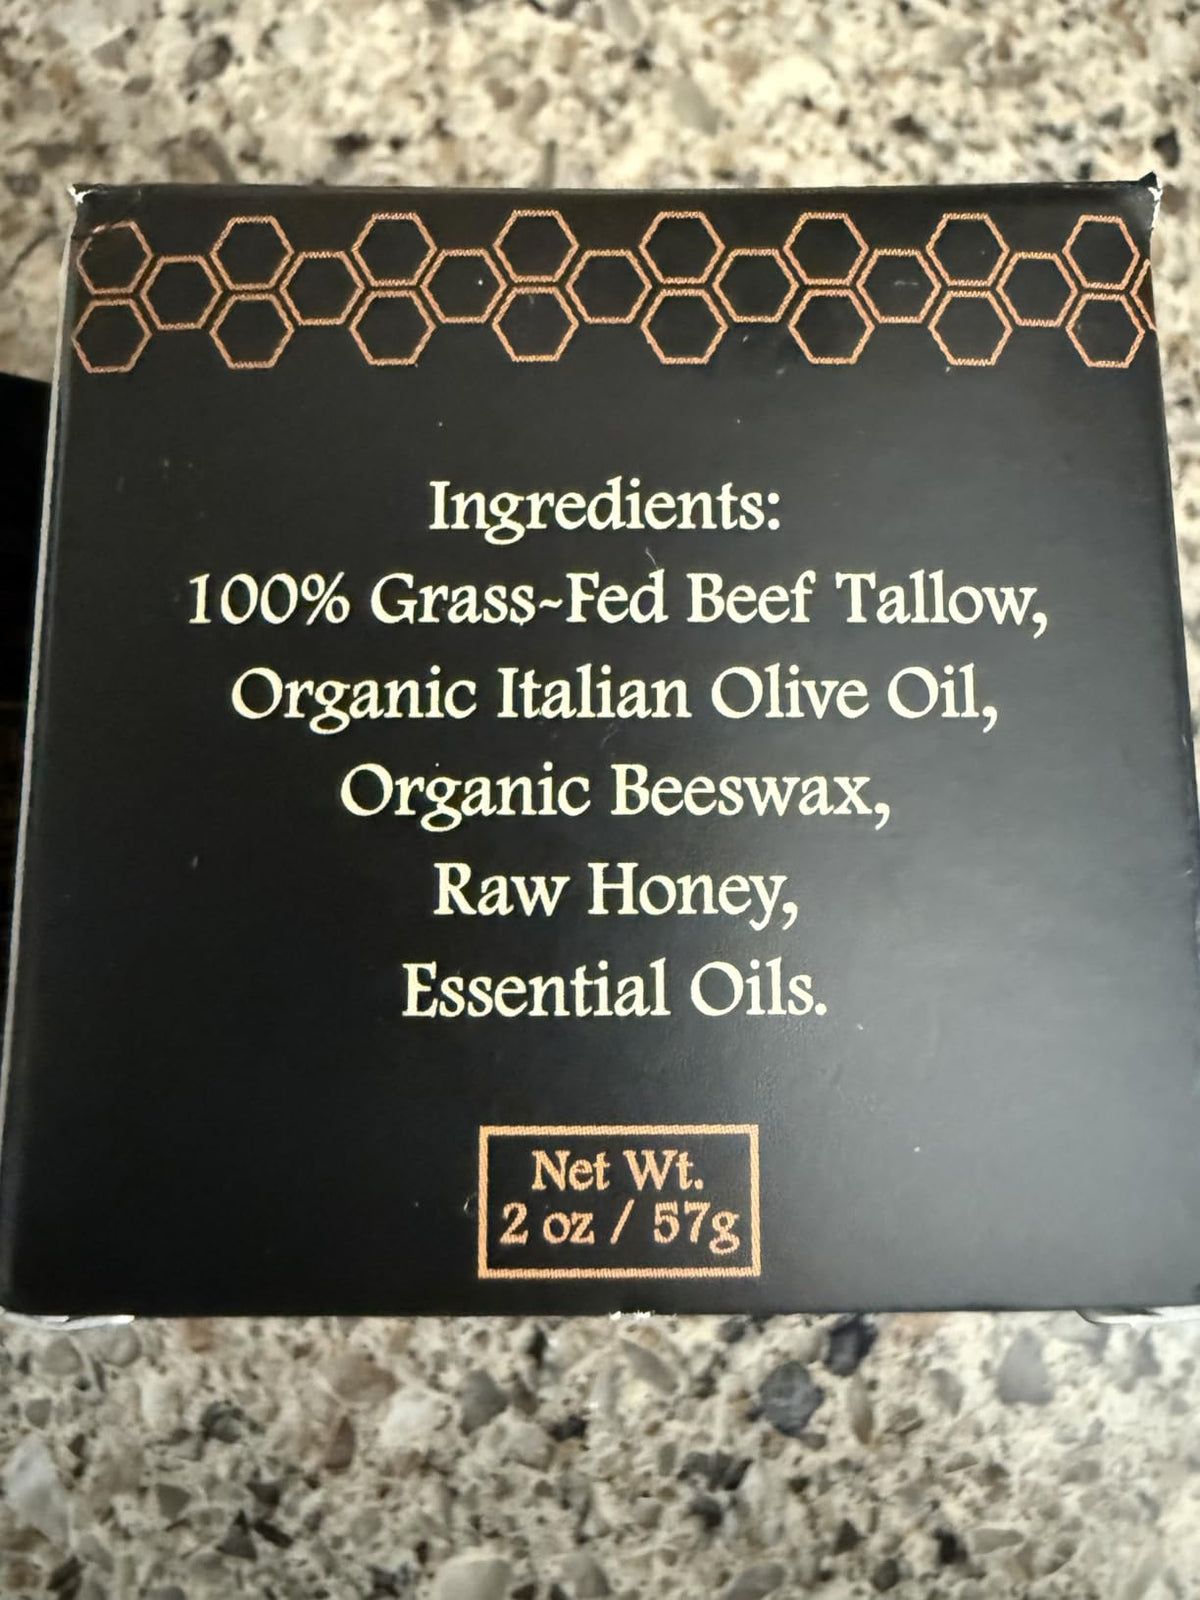 Ingredients:
100% Grass-Fed Beef Tallow,
Organic Italian Olive Oil,
Organic Beeswax,
Raw Honey,
Essential Oils.
Net Wt.
2 oz / 57g